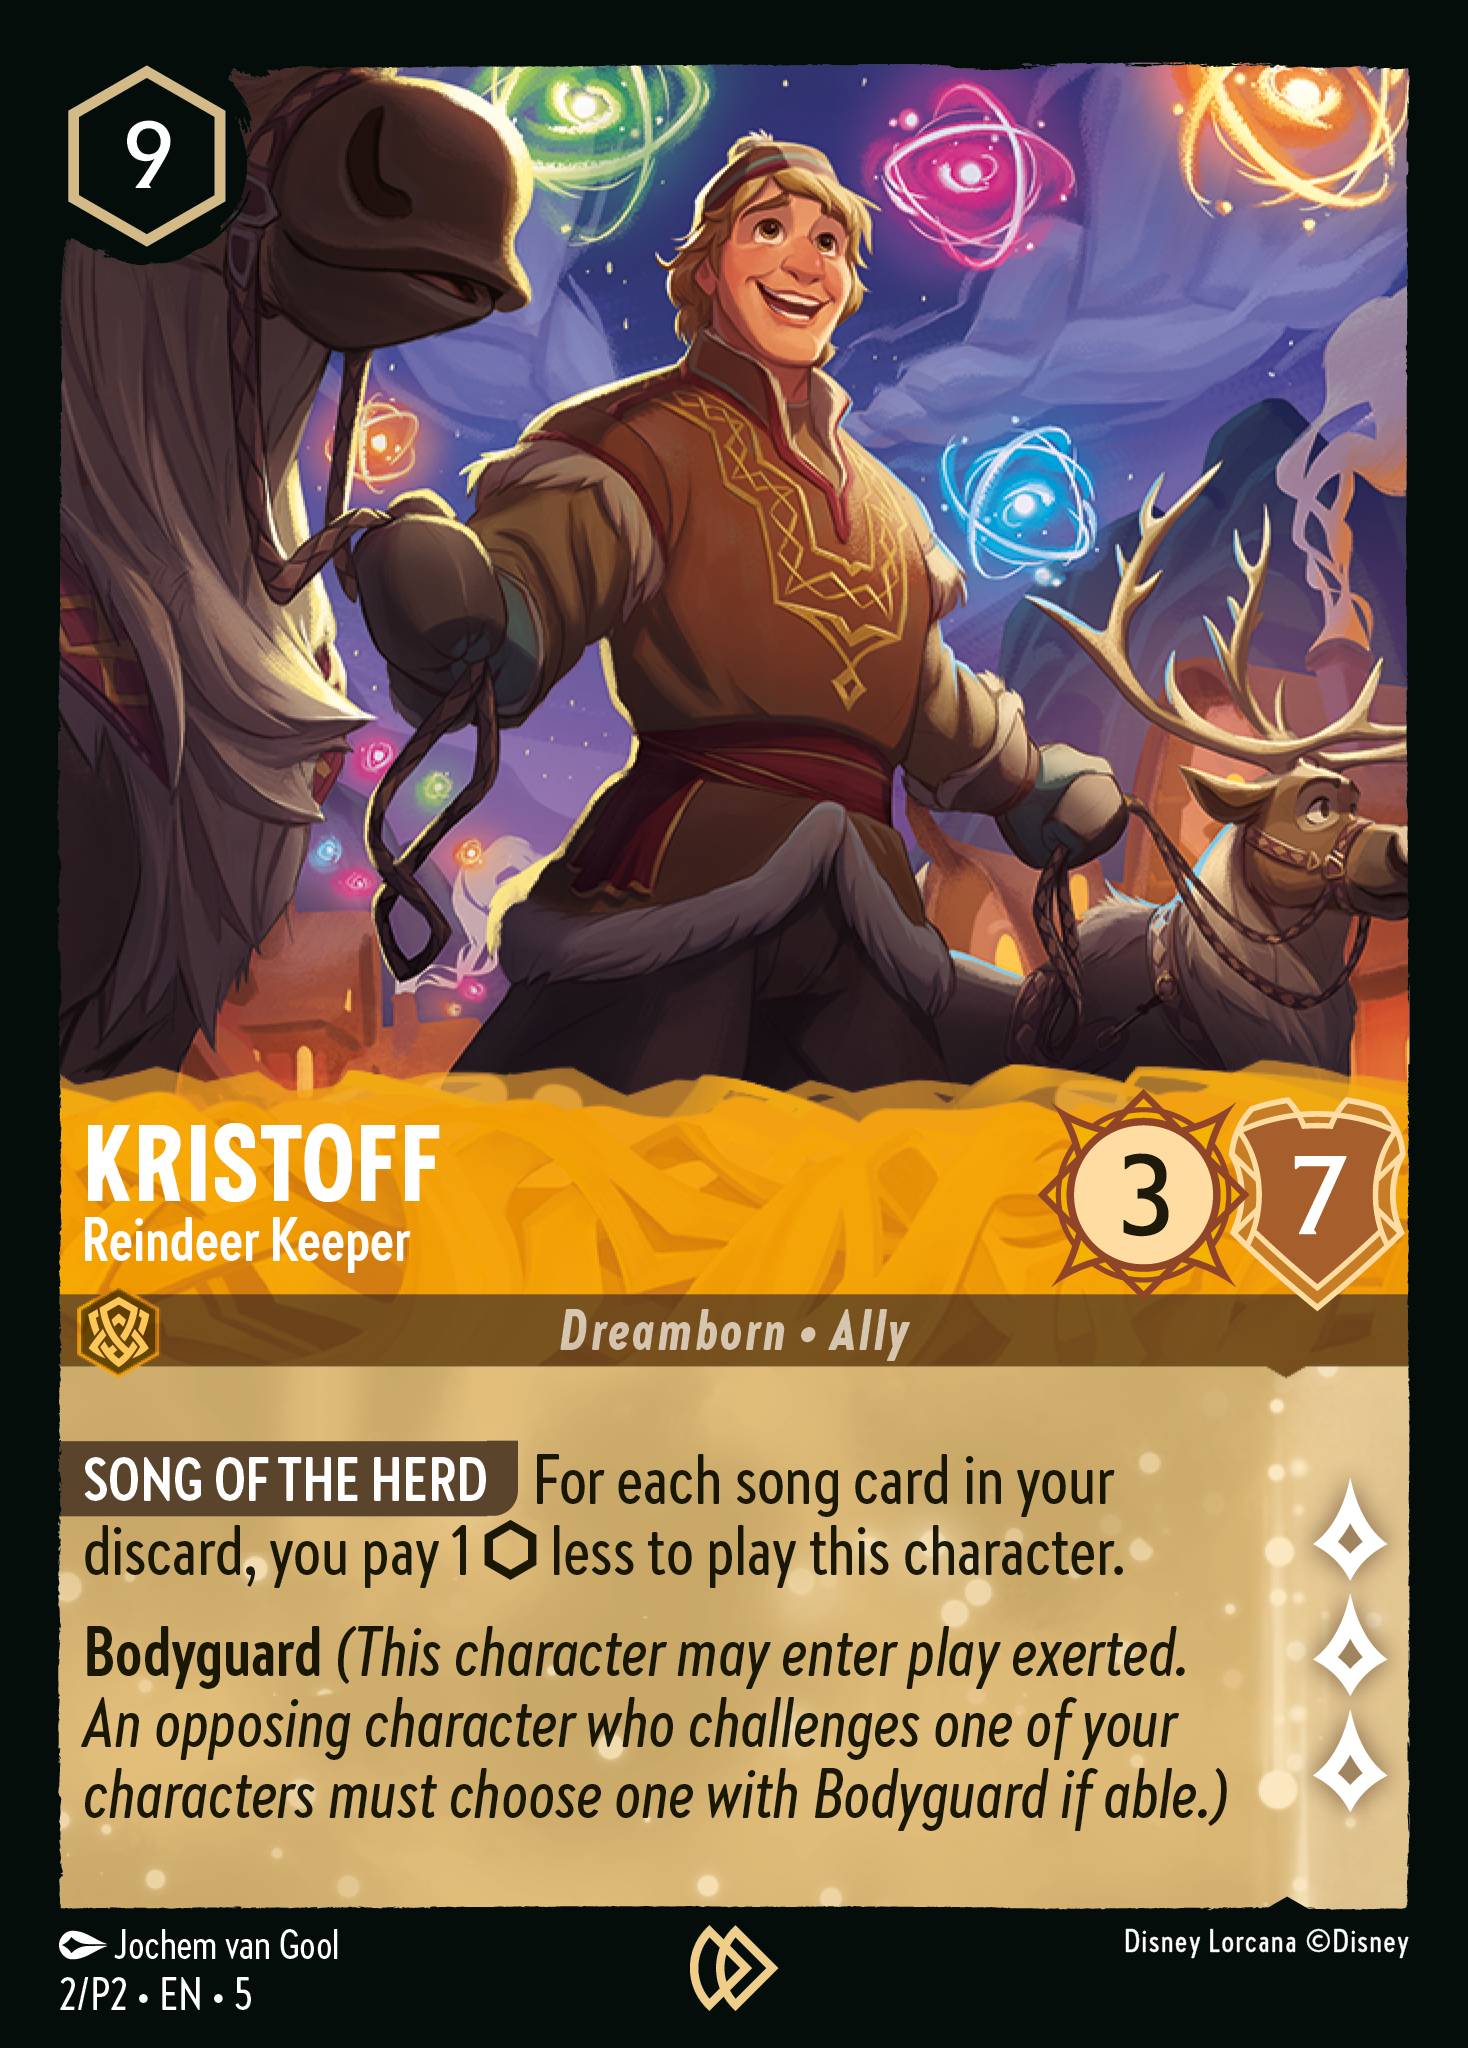 9
KRISTOFF
Reindeer Keeper
3
7
Dreamborn • Ally
SONG OF THE HERD For each song card in your
discard, you pay 1 ⬡ less to play this character.
Bodyguard (This character may enter play exerted.
An opposing character who challenges one of your
characters must choose one with Bodyguard if able.)
Jochem van Gool
Disney Lorcana ©Disney
2/P2 • EN • 5